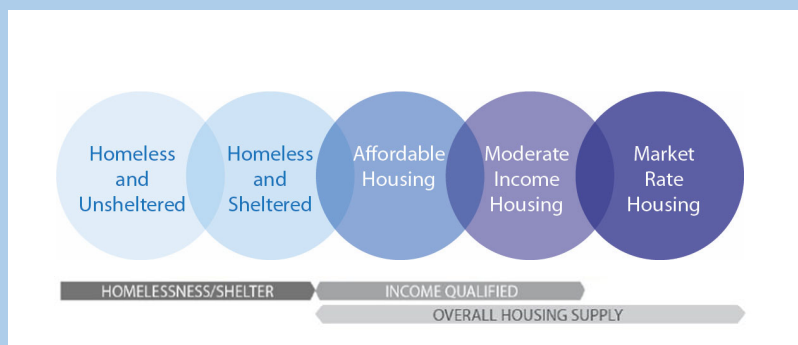 Homeless
and
Unsheltered
Homeless
and
Sheltered
Affordable
Housing
Moderate
Income
Housing
Market
Rate
Housing
HOMELESSNESS/SHELTER
INCOME QUALIFIED
OVERALL HOUSING SUPPLY